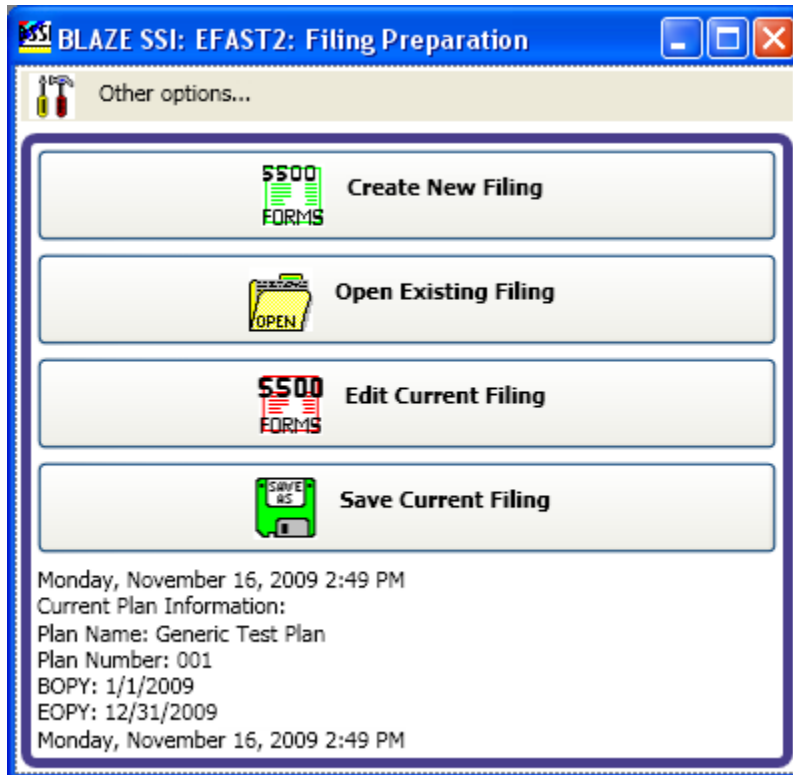 BLAZE SSI: EFAST2: Filing Preparation
Other options...
5500
FORMS
Create New Filing
OPEN
Open Existing Filing
5500
FORMS
Edit Current Filing
SAVE
AS
Save Current Filing
Monday, November 16, 2009 2:49 PM
Current Plan Information:
Plan Name: Generic Test Plan
Plan Number: 001
BOPY: 1/1/2009
EOPY: 12/31/2009
Monday, November 16, 2009 2:49 PM